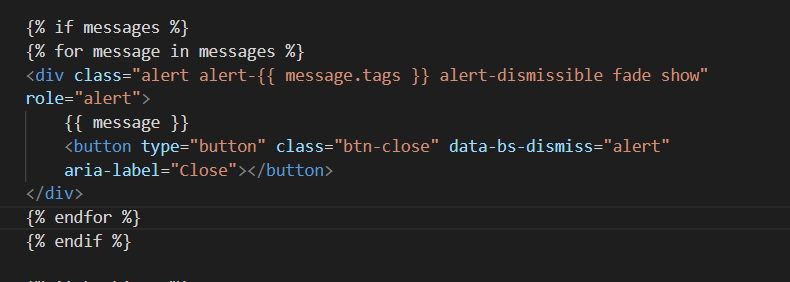 {% if messages %}
{% for message in messages %}
<div class="alert alert-{{ message.tags }} alert-dismissible fade show"
role="alert">
{{ message }}
<button type="button" class="btn-close" data-bs-dismiss="alert"
aria-label="Close"></button>
</div>
{% endfor %}
{% endif %}